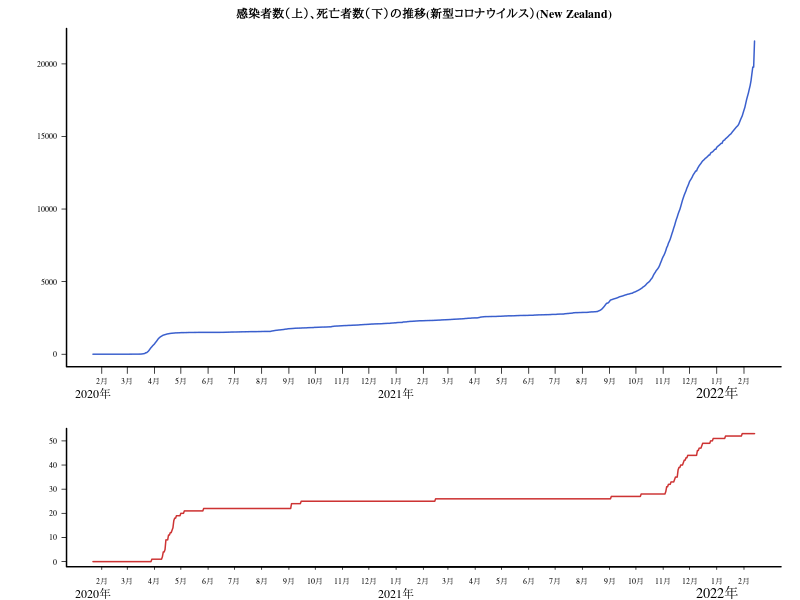 感染者数（上）、死亡者数（下）の推移(新型コロナウイルス）(New Zealand)
20000
15000
10000
5000
0
2月 3月 4月 5月 6月 7月 8月 9月 10月 11月 12月 1月 2月 3月 4月 5月 6月 7月 8月 9月 10月 11月 12月 1月 2月
2020年 2021年 2022年
50
40
30
20
10
0
2月 3月 4月 5月 6月 7月 8月 9月 10月 11月 12月 1月 2月 3月 4月 5月 6月 7月 8月 9月 10月 11月 12月 1月 2月
2020年 2021年 2022年